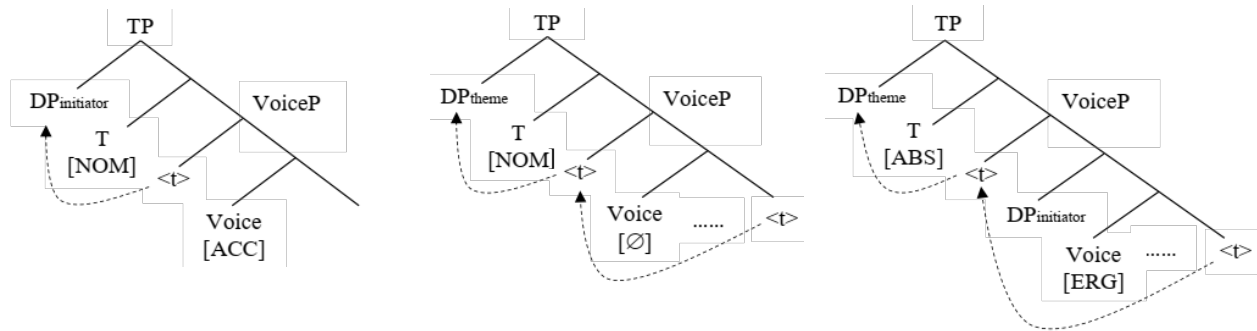 TP
DPinitiator
VoiceP
T
[NOM]
<t>
Voice
[ACC]
TP
DPtheme
VoiceP
T
[NOM]
<t>
Voice
[∅]
......
<t>
TP
DPtheme
VoiceP
T
[ABS]
<t>
DPinitiator
Voice
[ERG]
......
<t>